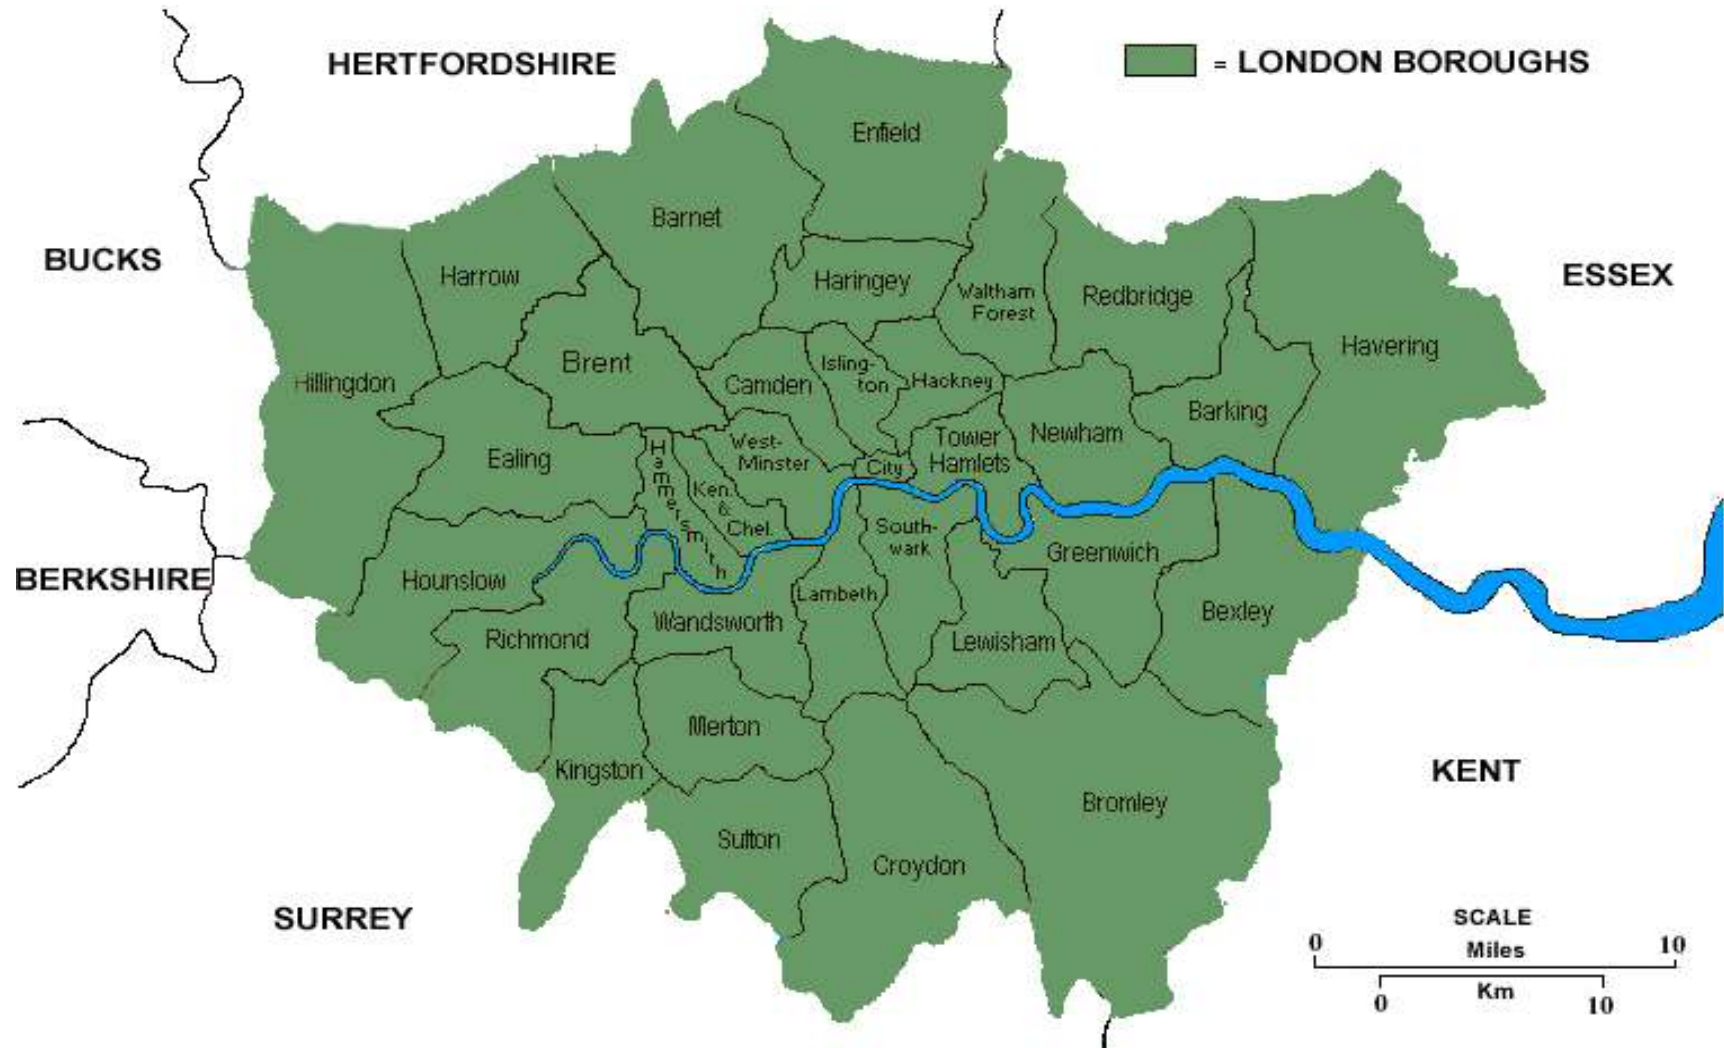 HERTFORDSHIRE
= LONDON BOROUGHS
Enfield
Barnet
BUCKS
Harrow
Haringey
Waltham
Forest
Redbridge
ESSEX
Havering
Brent
Hillingdon
Camden
Isling-
ton
Hackney
Barking
Ealing
Hammersmith
West-
Minster
City
Tower
Hamlets
Newham
Ken.
&
Chel.
South-
wark
Greenwich
BERKSHIRE
Hounslow
Lambeth
Bexley
Richmond
Wandsworth
Lewisham
Merton
Kingston
KENT
Bromley
Sutton
Croydon
SURREY
SCALE
0 Miles 10
0 Km 10